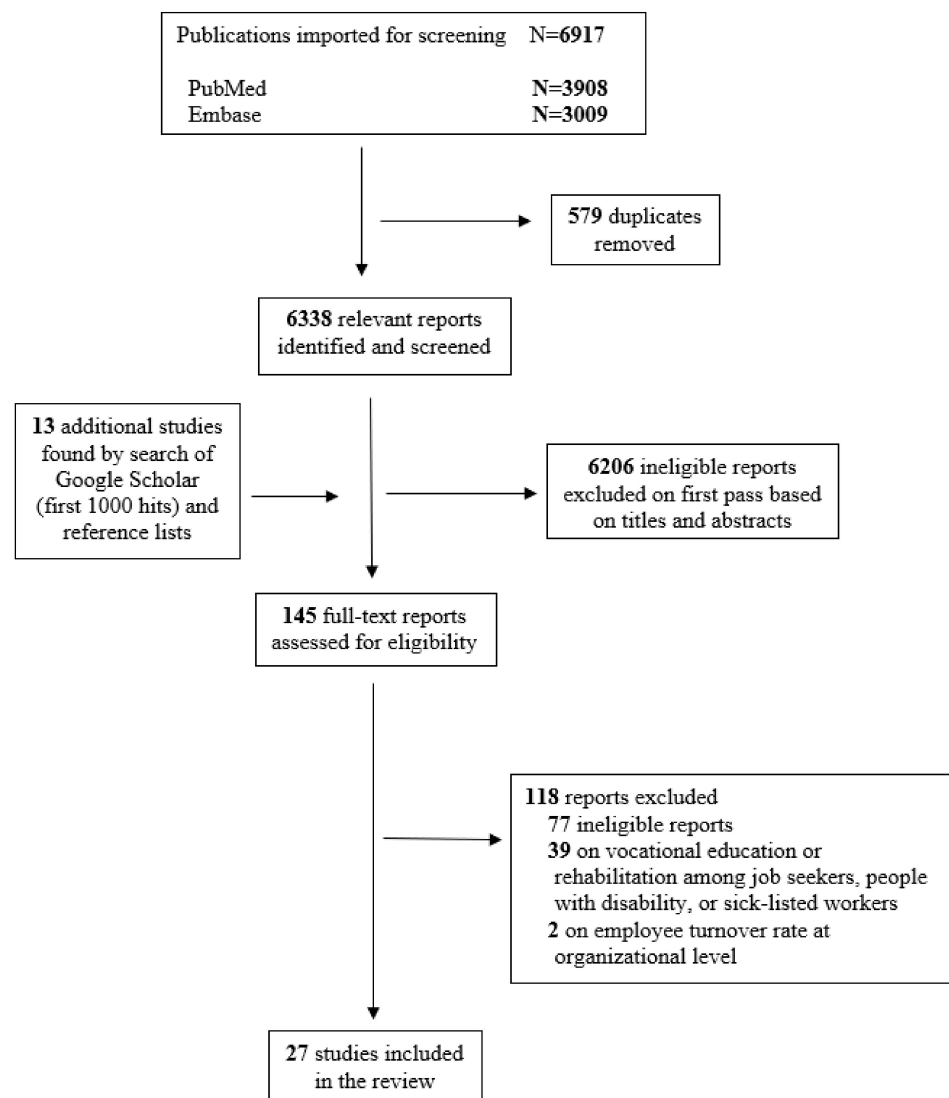 Publications imported for screening N=6917
PubMed N=3908
Embase N=3009
579 duplicates
removed
6338 relevant reports
identified and screened
13 additional studies
found by search of
Google Scholar
(first 1000 hits) and
reference lists
6206 ineligible reports
excluded on first pass based
on titles and abstracts
145 full-text reports
assessed for eligibility
118 reports excluded
77 ineligible reports
39 on vocational education or
rehabilitation among job seekers, people
with disability, or sick-listed workers
2 on employee turnover rate at
organizational level
27 studies included
in the review